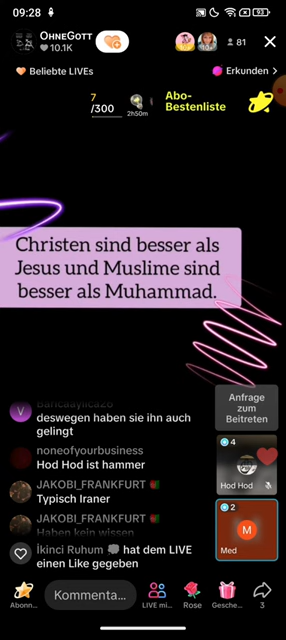 09:28
93
OHNEGOTT
10.1K
81
Beliebte LIVEs
Erkunden
7
/300
2h50m
Abo-
Bestenliste
Christen sind besser als
Jesus und Muslime sind
besser als Muhammad.
Anfrage
zum
Beitreten
V
deswegen haben sie ihn auch
gelingt
noneofyourbusiness
Hod Hod ist hammer
4
Hod Hod
JAKOBI_FRANKFURT
Typisch Iraner
JAKOBI_FRANKFURT
Haben kein wissen
2
M
Med
İkinci Ruhum hat dem LIVE
einen Like gegeben
Abonn...
Kommenta...
LIVE mi...
Rose
Gesche...
3